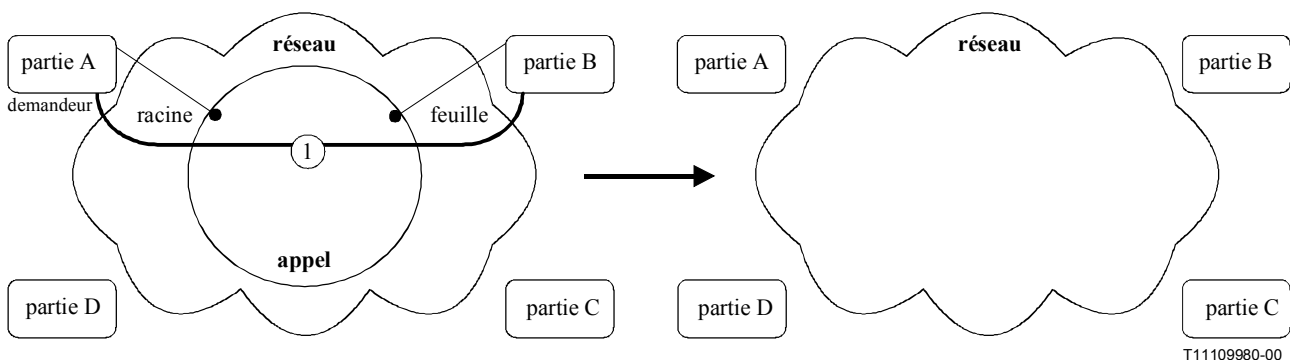 réseau
partie A
partie B
demandeur
racine
feuille
1
appel
partie D
partie C
réseau
partie A
partie B
partie D
partie C
T11109980-00